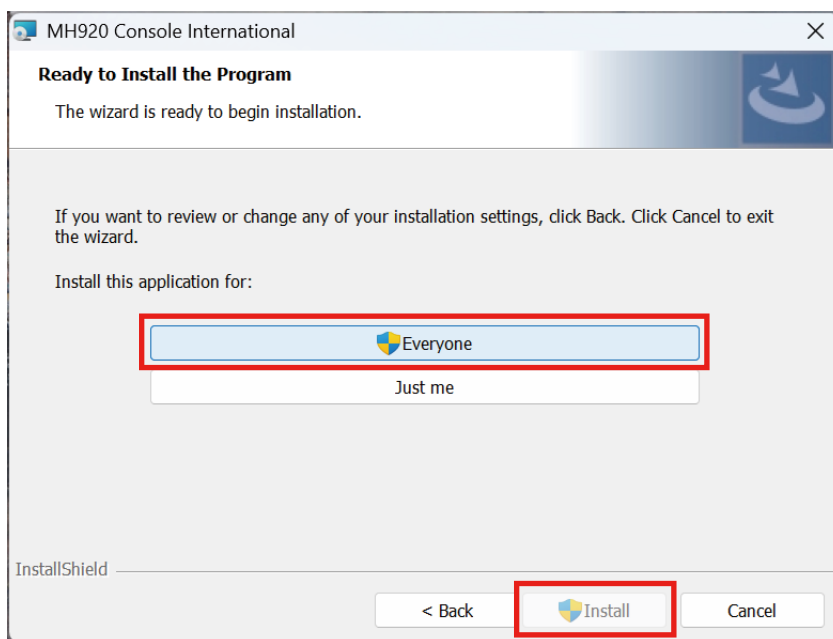 MH920 Console International
Ready to Install the Program
The wizard is ready to begin installation.
If you want to review or change any of your installation settings, click Back. Click Cancel to exit
the wizard.
Install this application for:
Everyone
Just me
InstallShield
< Back
Install
Cancel